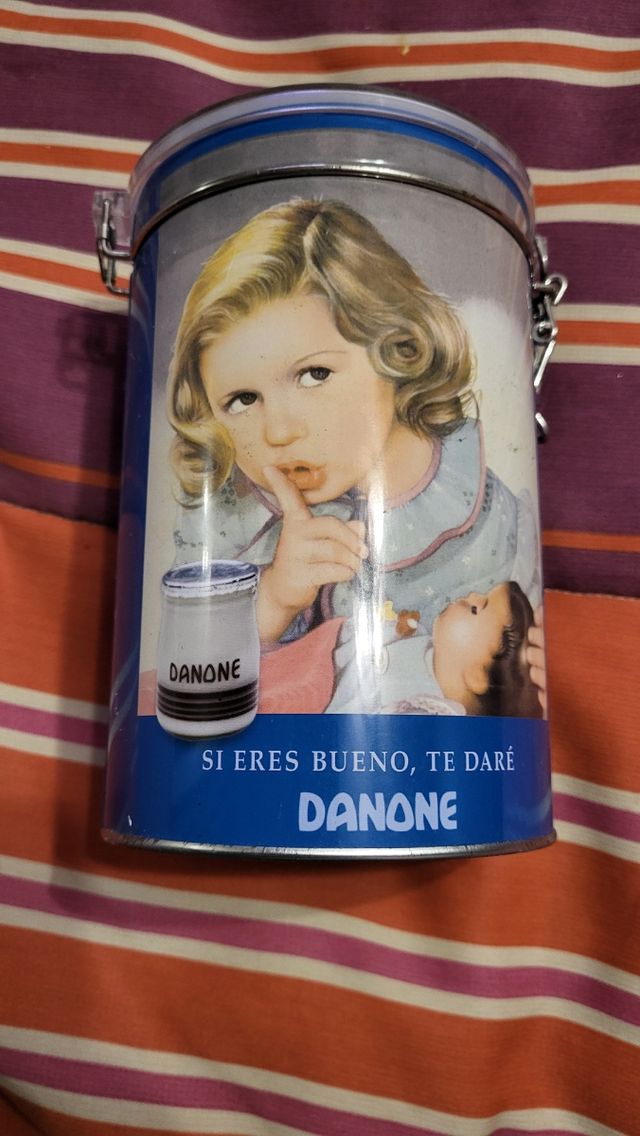 DANONE
SI ERES BUENO, TE DARÉ
DANONE